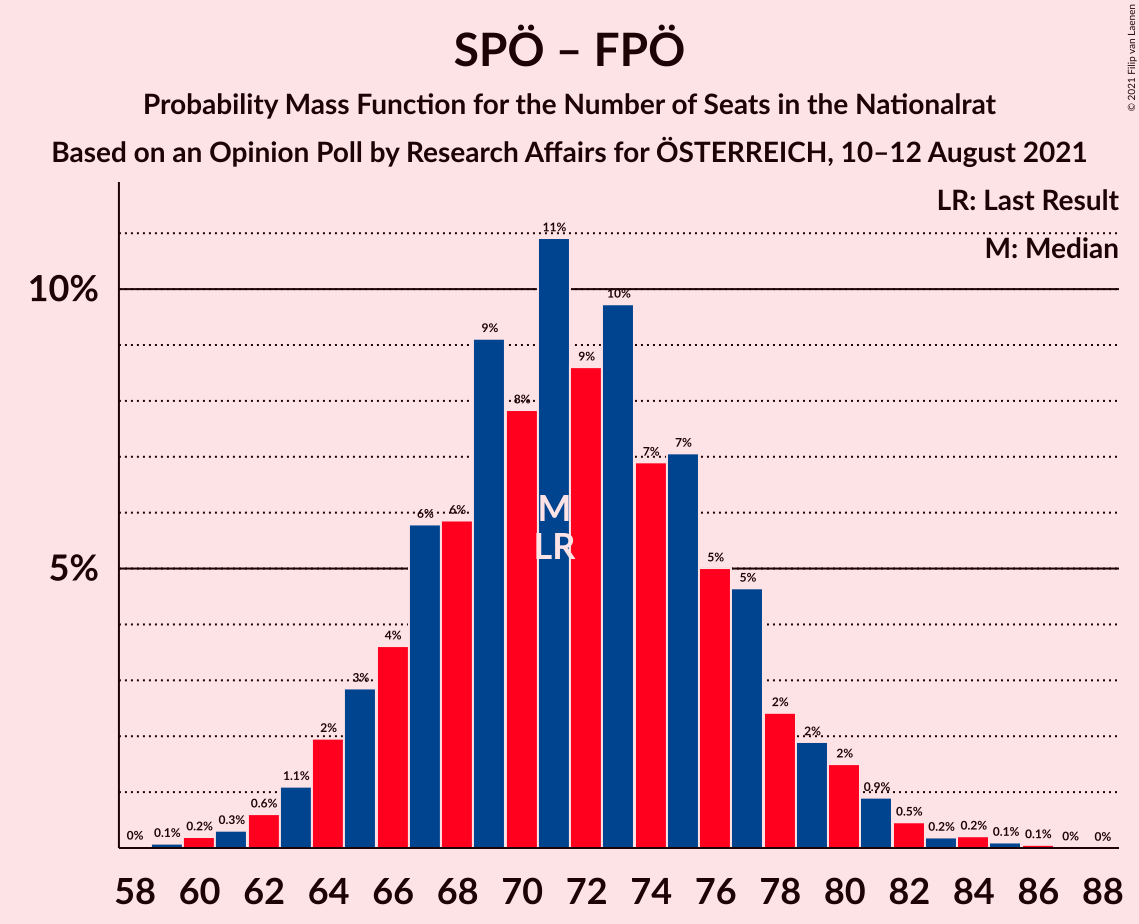 SPÖ – FPÖ
Probability Mass Function for the Number of Seats in the Nationalrat
Based on an Opinion Poll by Research Affairs for ÖSTERREICH, 10–12 August 2021
© 2021 Filip van Laenen
LR: Last Result
M: Median
10%
5%
0% 0.1% 0.2% 0.3% 0.6% 1.1% 2% 3% 4% 6% 6% 9% 8% 11% 9% 10% 7% 7% 5% 5% 2% 2% 2% 0.9% 0.5% 0.2% 0.2% 0.1% 0.1% 0% 0%
M
LR
58 60 62 64 66 68 70 72 74 76 78 80 82 84 86 88